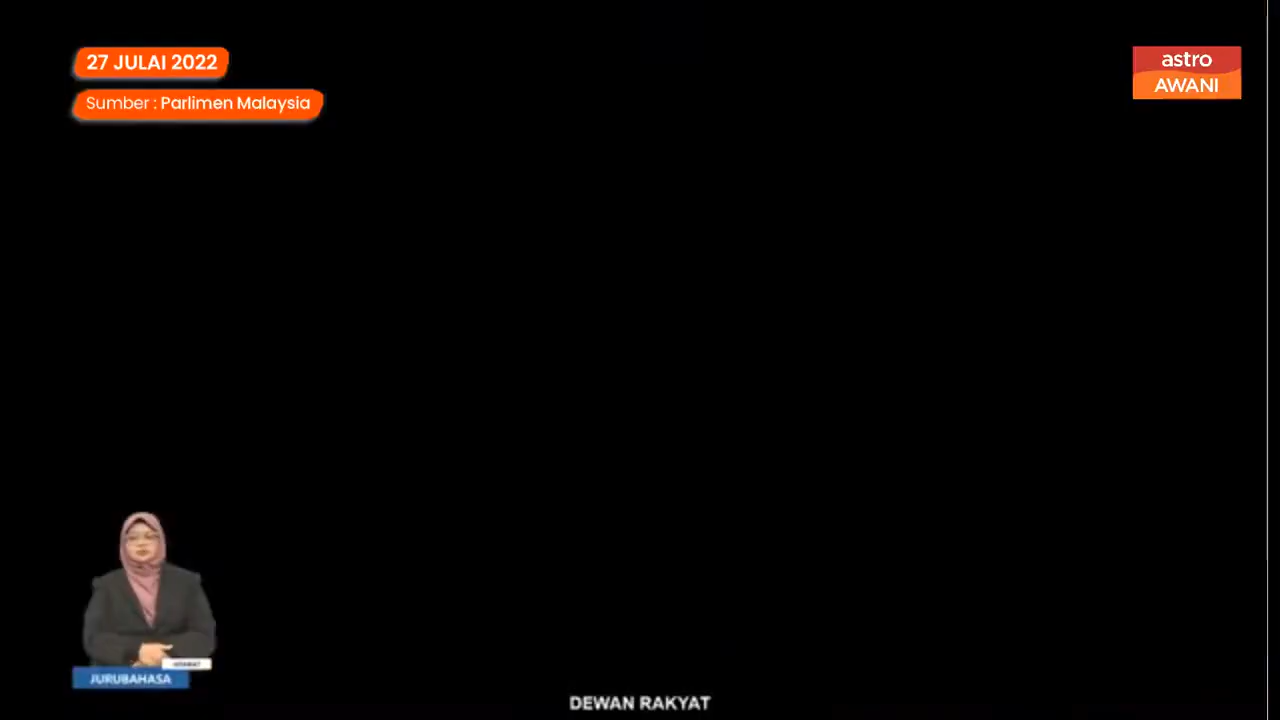 27 JULAI 2022
Sumber : Parlimen Malaysia
astro
AWANI
JURUBAHASA
DEWAN RAKYAT